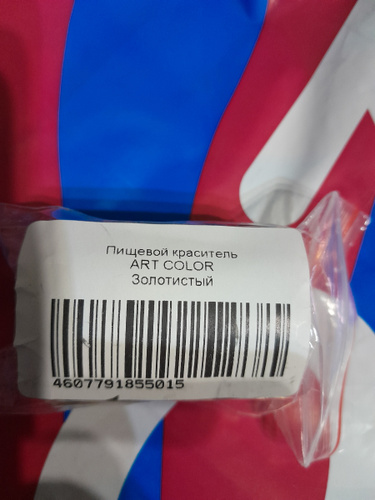 Пищевой краситель
ART COLOR
Золотистый
4607791855015